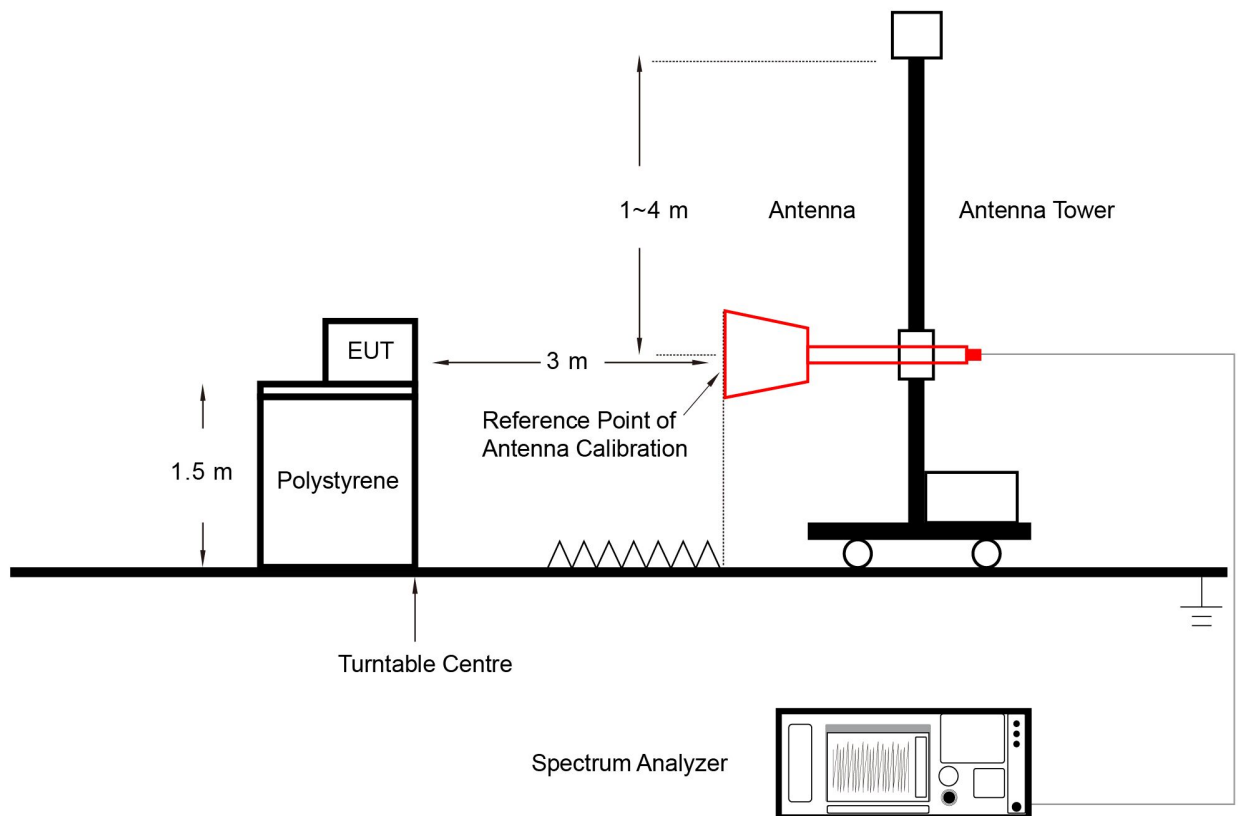 1~4 m
Antenna
Antenna Tower
EUT
3 m
Reference Point of
Antenna Calibration
1.5 m
Polystyrene
Turntable Centre
Spectrum Analyzer